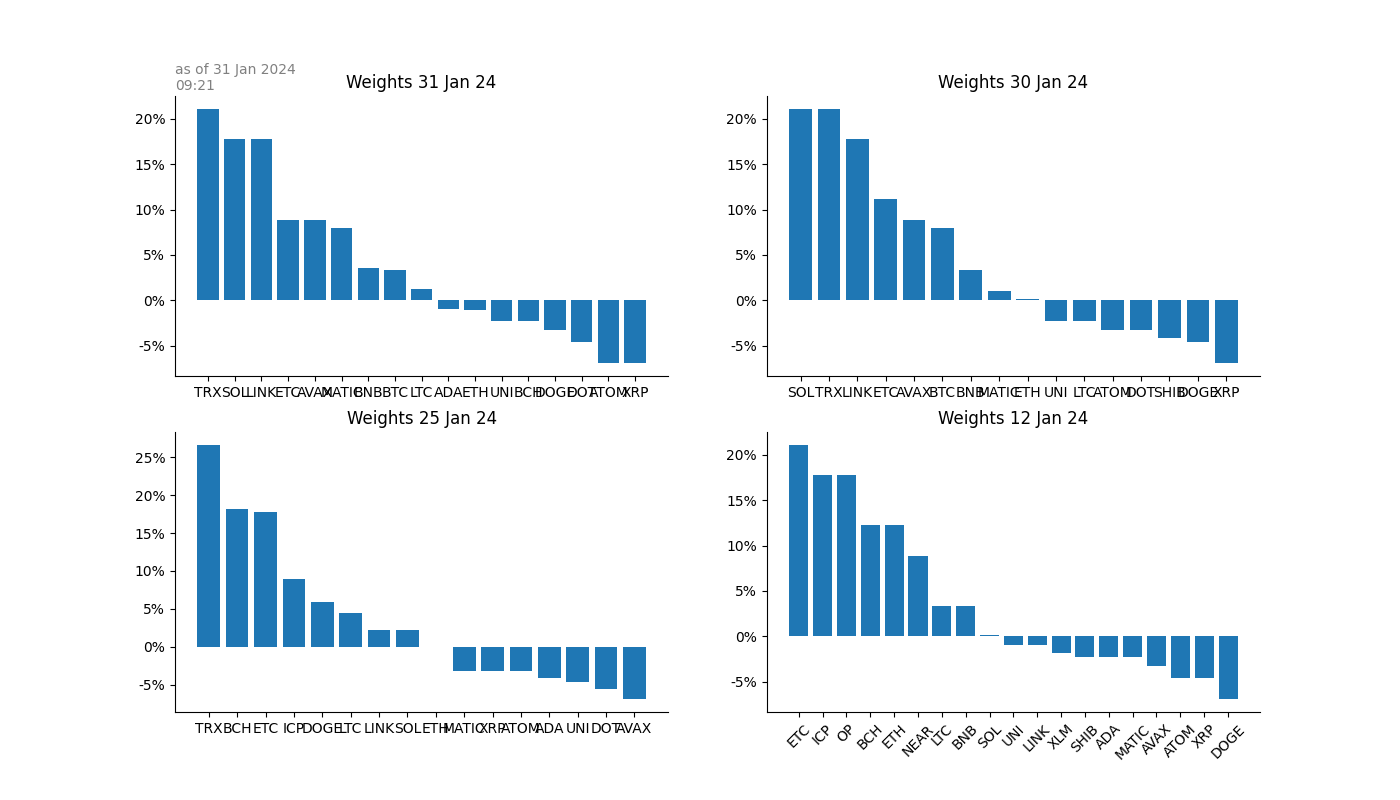 as of 31 Jan 2024
09:21
Weights 31 Jan 24
20%
15%
10%
5%
0%
-5%
TRX SOL LINK ETC AVAX MATIC BNB BTC LTC ADA ETH UNI BCH DOGE DOT ATOM XRP
Weights 30 Jan 24
20%
15%
10%
5%
0%
-5%
SOL TRX LINK ETC AVAX BTC BNB MATIC ETH UNI LTC ATOM DOT SHIB DOGE XRP
Weights 25 Jan 24
25%
20%
15%
10%
5%
0%
-5%
TRX BCH ETC ICP DOGE LTC LINK SOL ETH MATIC XRP ATOM ADA UNI DOT AVAX
Weights 12 Jan 24
20%
15%
10%
5%
0%
-5%
ETC ICP OP BCH ETH NEAR LTC BNB SOL UNI LINK XLM SHIB ADA MATIC AVAX ATOM XRP DOGE